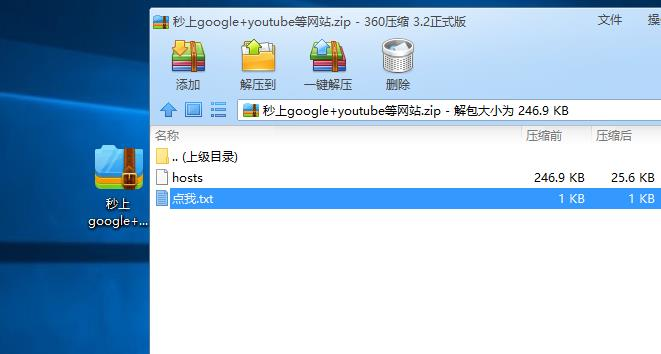 秒上google+youtube等网站.zip - 360压缩 3.2正式版
文件
添加
解压到
一键解压
删除
秒上google+youtube等网站.zip - 解包大小为 246.9 KB
名称
压缩前
压缩后
.. (上级目录)
hosts
246.9 KB
25.6 KB
点我.txt
1 KB
1 KB
秒上
google+...